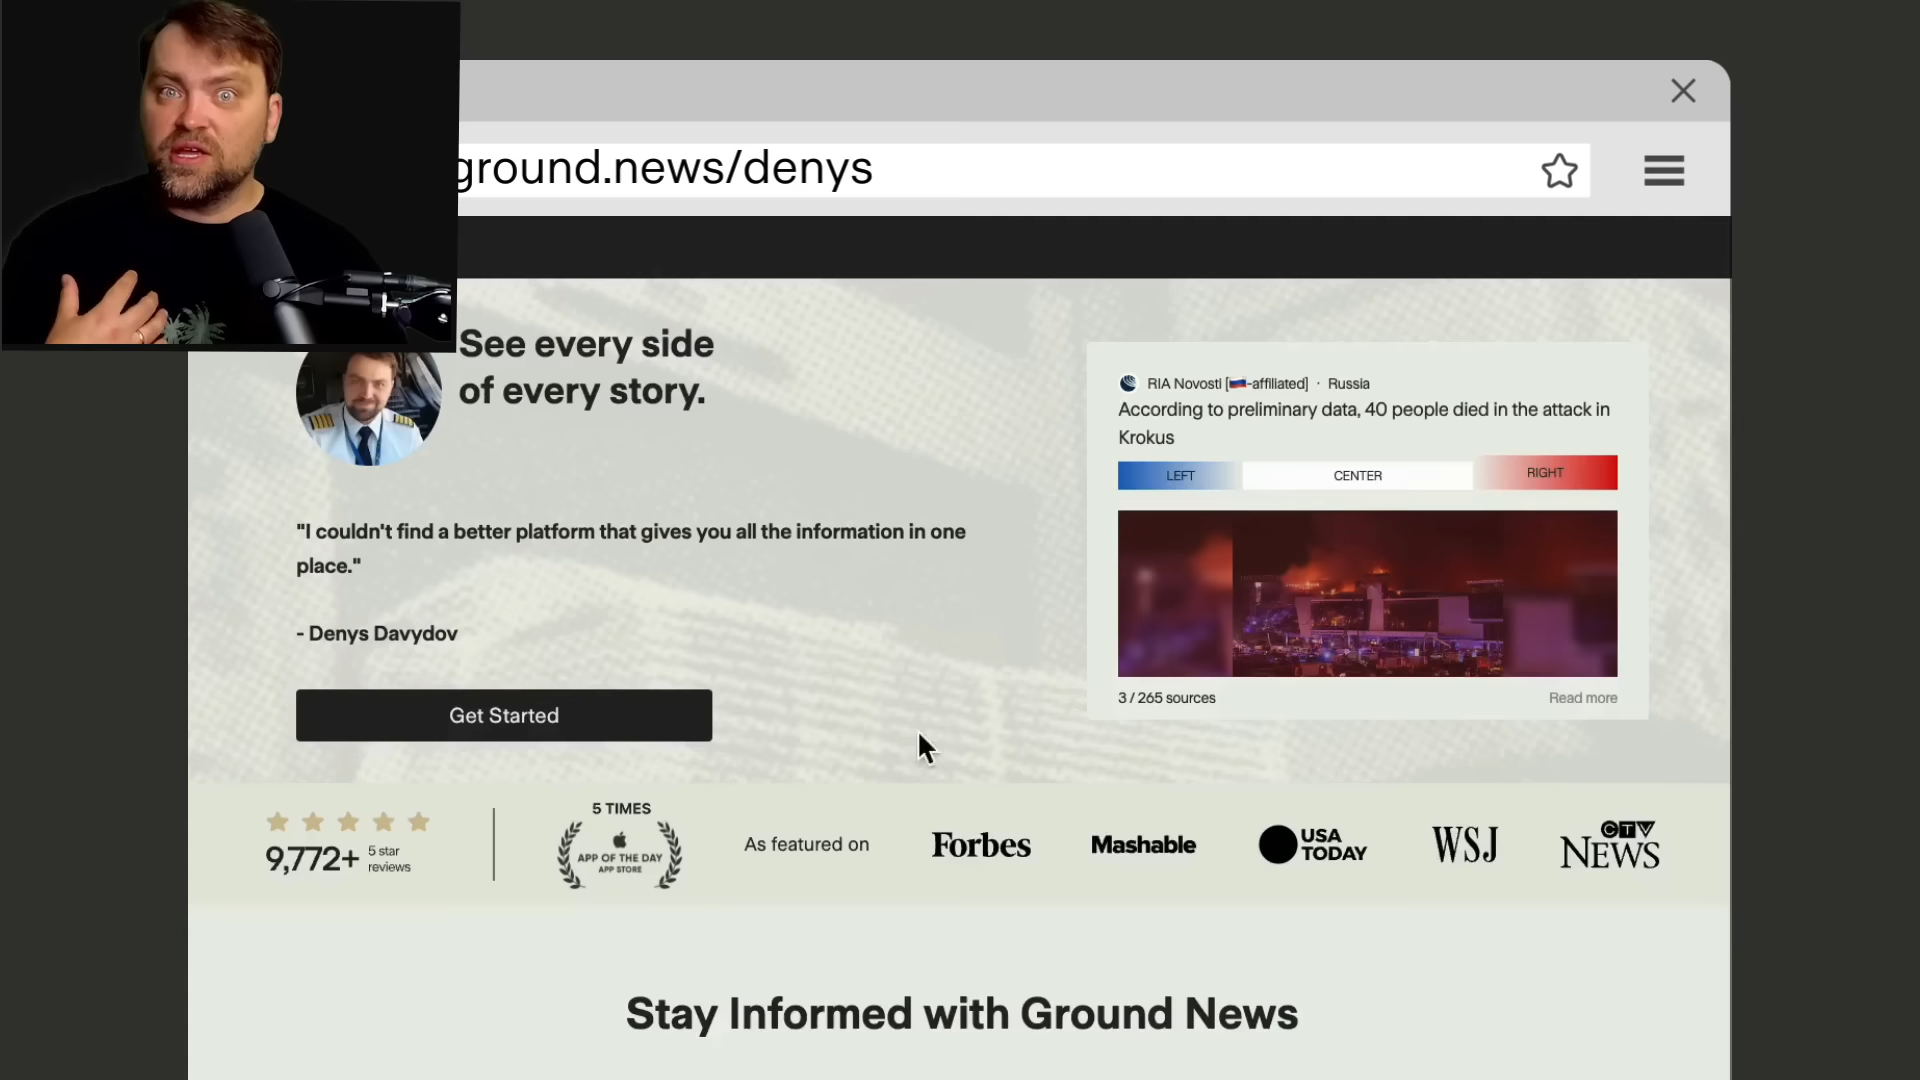 ground.news/denys
See every side
of every story.
"I couldn't find a better platform that gives you all the information in one
place."
- Denys Davydov
Get Started
RIA Novosti [🇷🇺-affiliated] · Russia
According to preliminary data, 40 people died in the attack in
Krokus
LEFT CENTER RIGHT
3 / 265 sources Read more
9,772+ 5 star
reviews
5 TIMES
APP OF THE DAY
APP STORE
As featured on
Forbes
Mashable
USA
TODAY
WSJ
CTV
NEWS
Stay Informed with Ground News